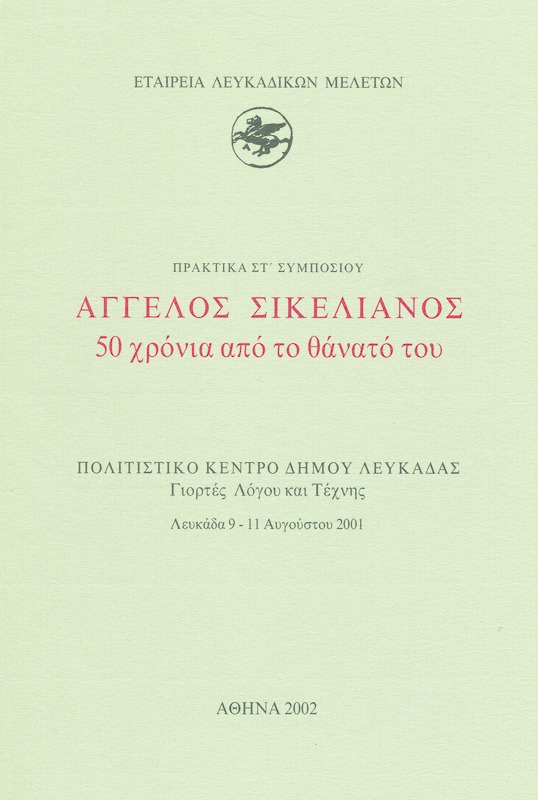 ΕΤΑΙΡΕΙΑ ΛΕΥΚΑΔΙΚΩΝ ΜΕΛΕΤΩΝ
Λ
ΠΡΑΚΤΙΚΑ ΣΤ΄ ΣΥΜΠΟΣΙΟΥ
ΑΓΓΕΛΟΣ ΣΙΚΕΛΙΑΝΟΣ
50 χρόνια από το θάνατό του
ΠΟΛΙΤΙΣΤΙΚΟ ΚΕΝΤΡΟ ΔΗΜΟΥ ΛΕΥΚΑΔΑΣ
Γιορτές Λόγου και Τέχνης
Λευκάδα 9 - 11 Αυγούστου 2001
ΑΘΗΝΑ 2002